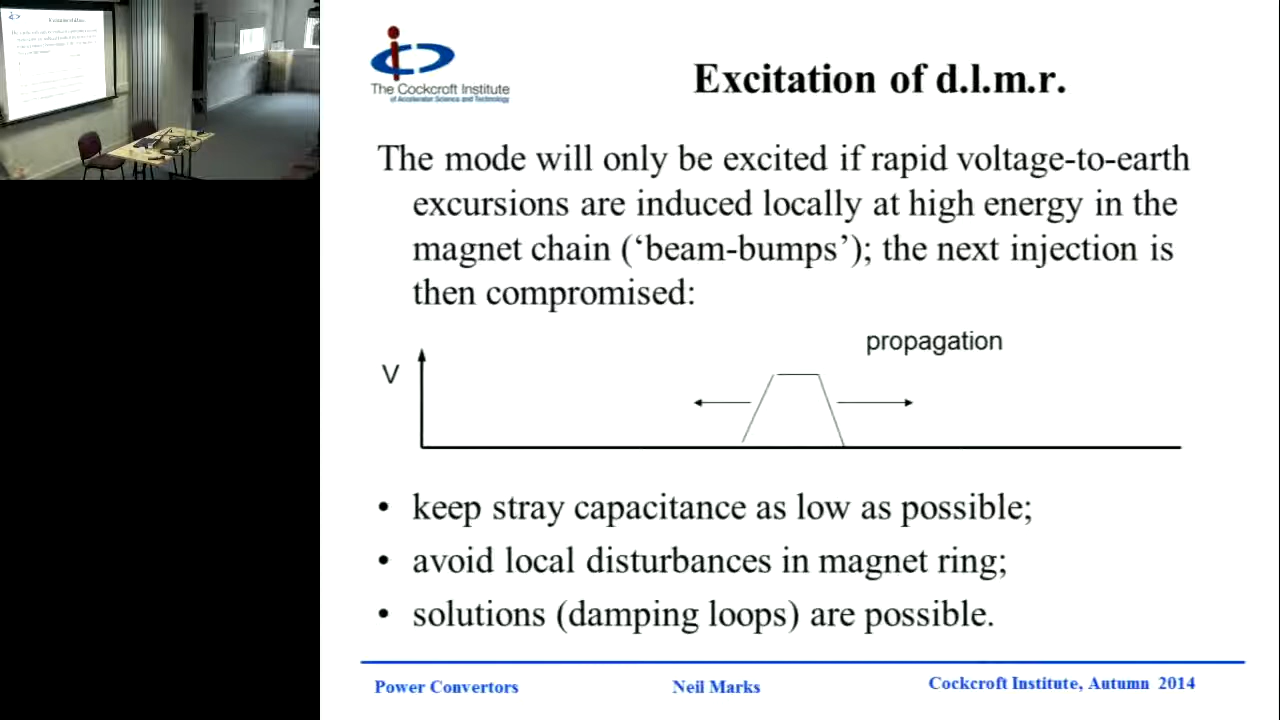 The Cockcroft Institute
of Accelerator Science and Technology
Excitation of d.l.m.r.
The mode will only be excited if rapid voltage-to-earth
excursions are induced locally at high energy in the
magnet chain (‘beam-bumps’); the next injection is
then compromised:
propagation
V
• keep stray capacitance as low as possible;
• avoid local disturbances in magnet ring;
• solutions (damping loops) are possible.
Power Convertors
Neil Marks
Cockcroft Institute, Autumn 2014